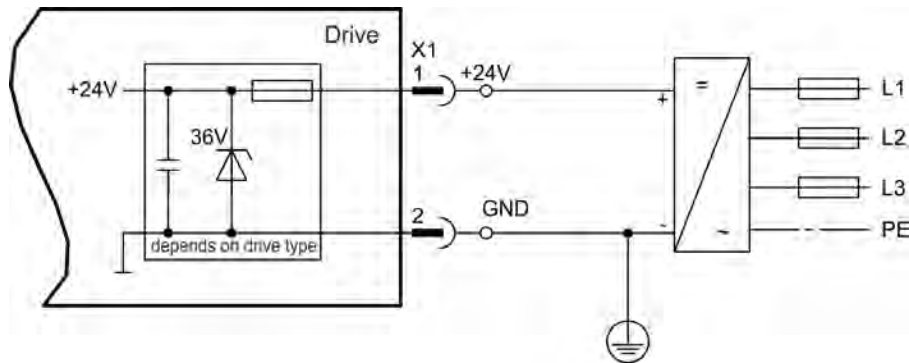 Drive
X1
1
+24V
+24V
36V
2
GND
depends on drive type
+
=
-
~
L1
L2
L3
PE